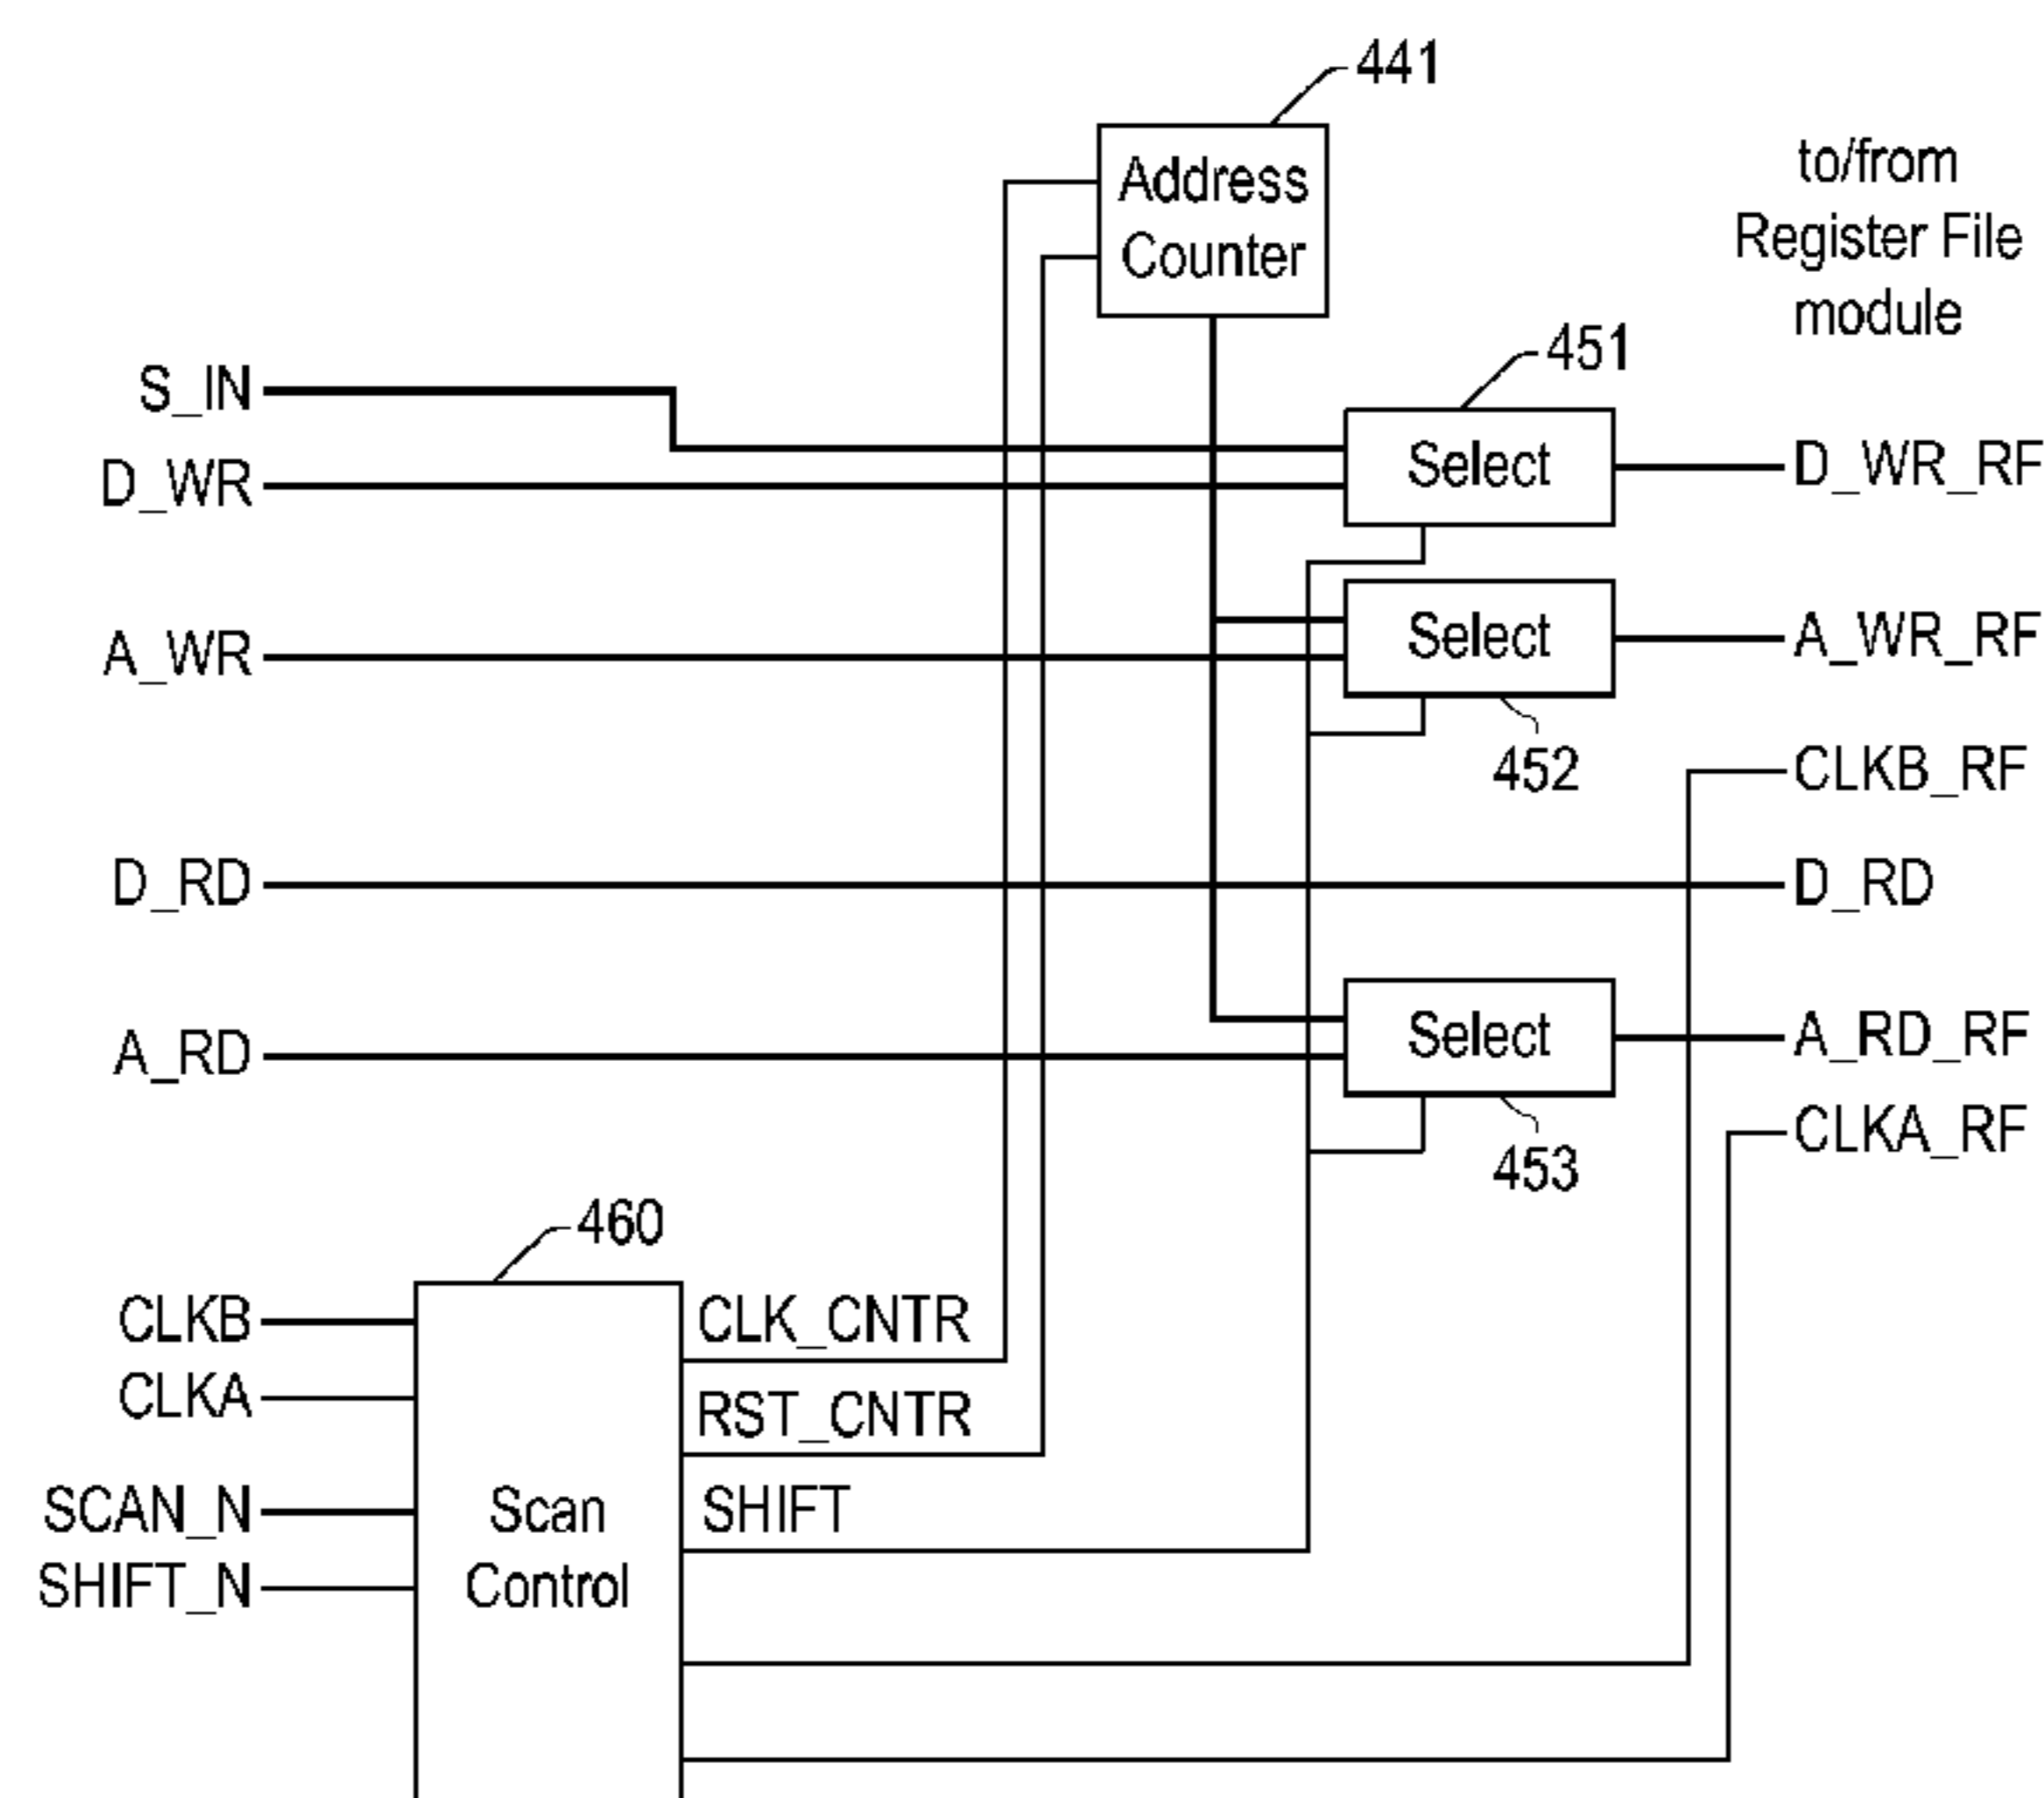 441
Address
Counter
to/from
Register File
module
451
S_IN
Select
D_WR_RF
D_WR
Select
A_WR_RF
A_WR
452
CLKB_RF
D_RD
D_RD
Select
A_RD_RF
A_RD
CLKA_RF
453
460
CLKB
CLK_CNTR
CLKA
RST_CNTR
SCAN_N
Scan
Control
SHIFT
SHIFT_N